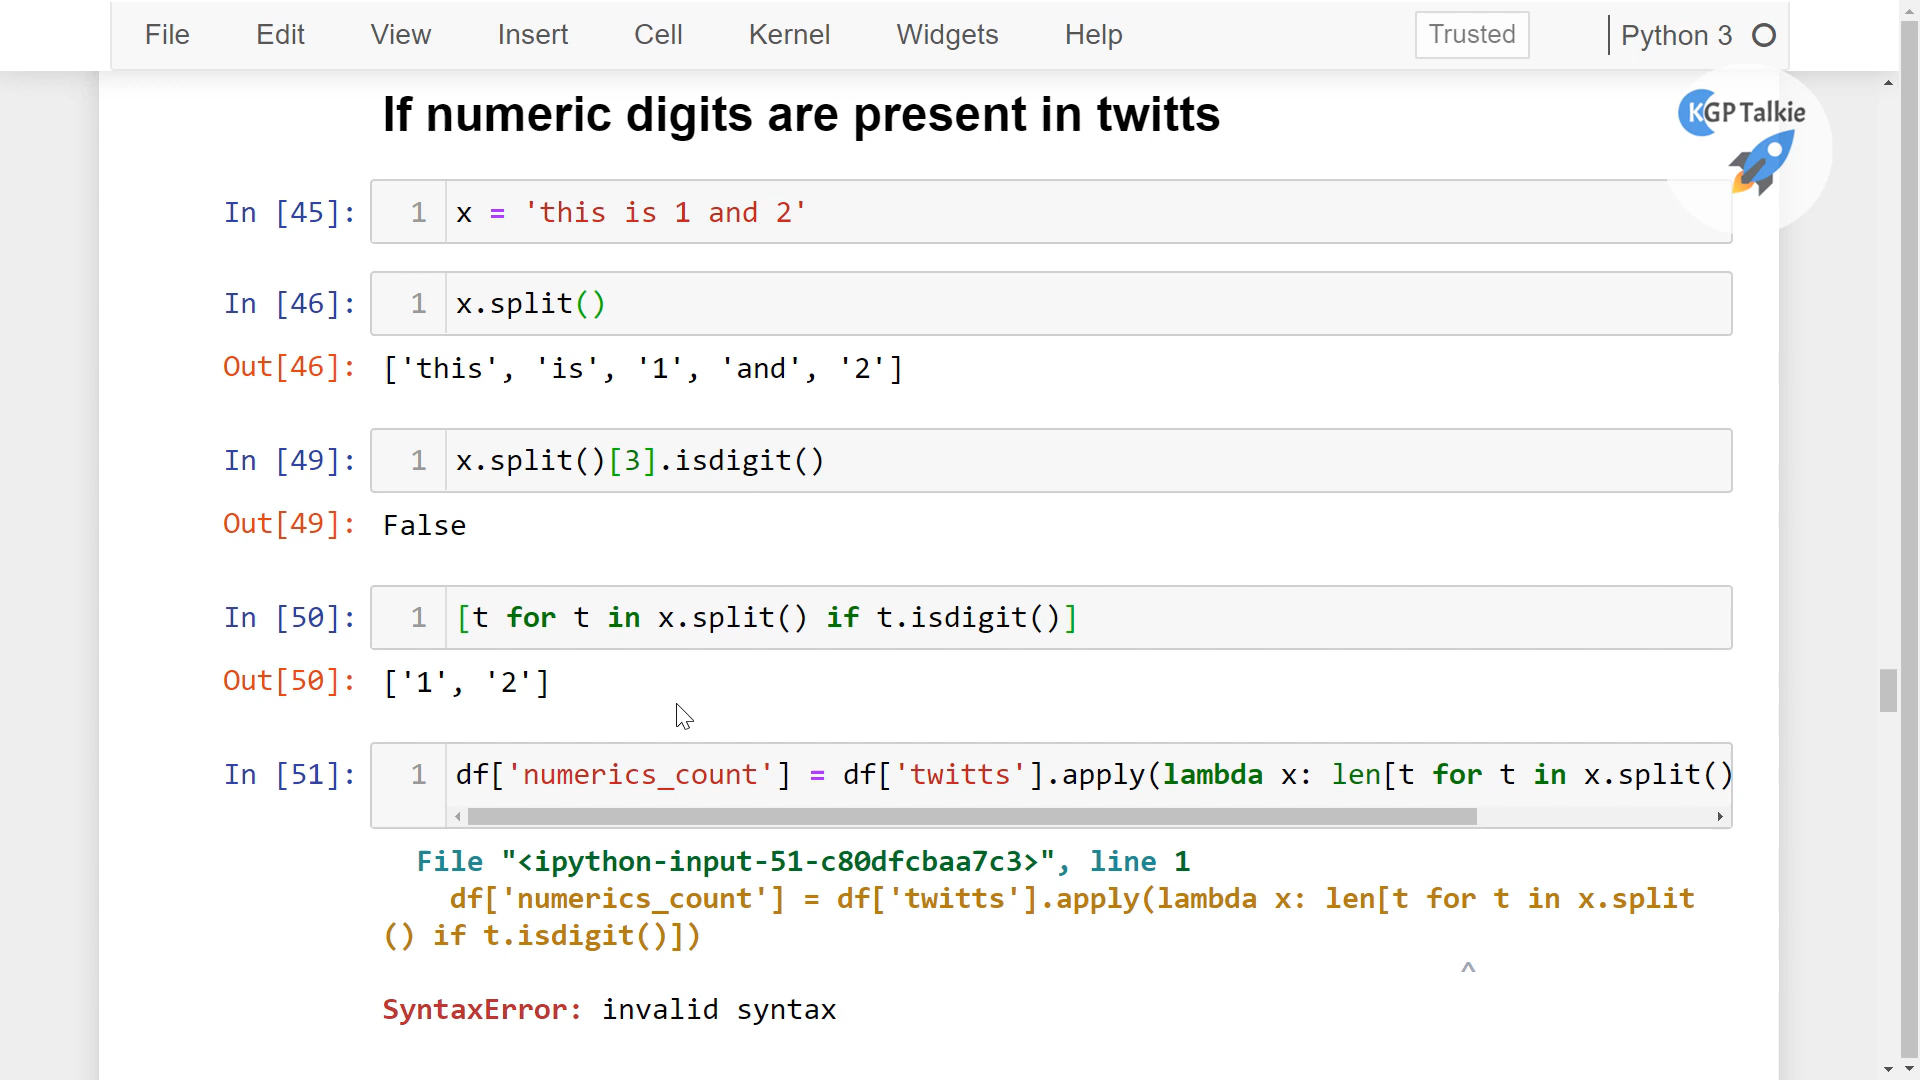 File Edit View Insert Cell Kernel Widgets Help Trusted Python 3
If numeric digits are present in twitts
KGPTalkie
In [45]: 1 x = 'this is 1 and 2'
In [46]: 1 x.split()
Out[46]: ['this', 'is', '1', 'and', '2']
In [49]: 1 x.split()[3].isdigit()
Out[49]: False
In [50]: 1 [t for t in x.split() if t.isdigit()]
Out[50]: ['1', '2']
In [51]: 1 df['numerics_count'] = df['twitts'].apply(lambda x: len[t for t in x.split()
File "<ipython-input-51-c80dfcbaa7c3>", line 1
df['numerics_count'] = df['twitts'].apply(lambda x: len[t for t in x.split
() if t.isdigit()])
^
SyntaxError: invalid syntax